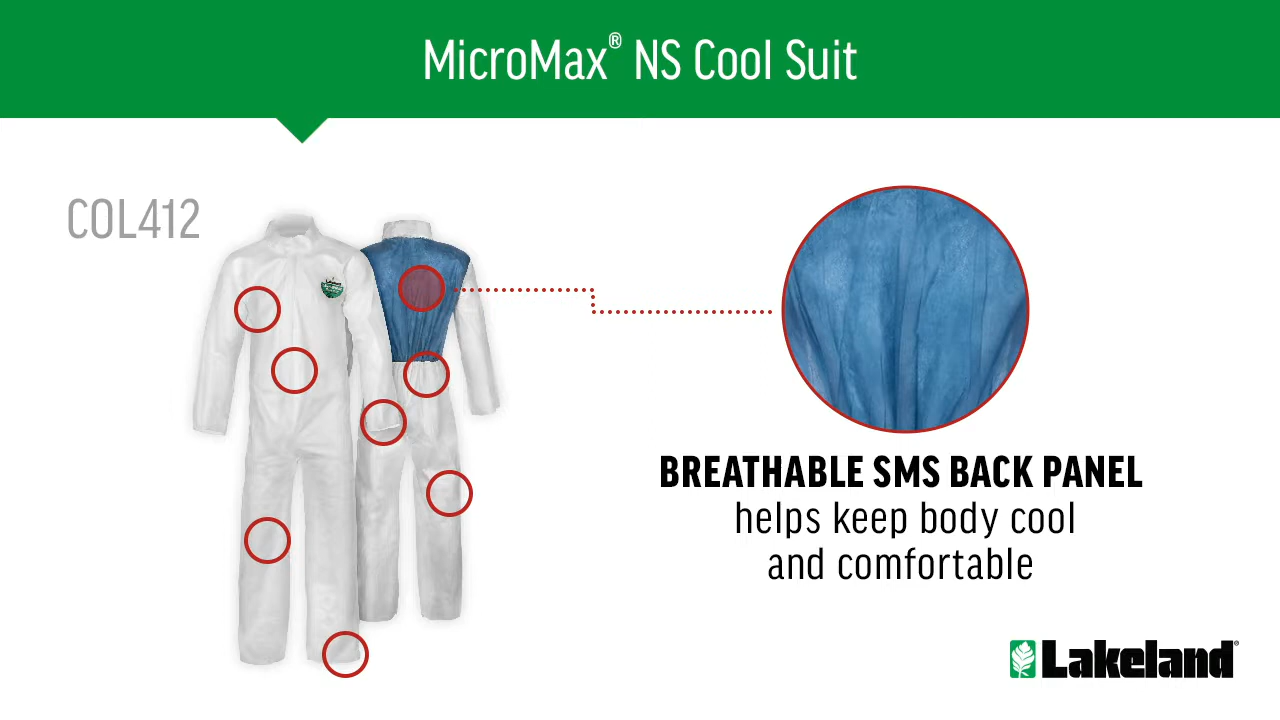 MicroMax® NS Cool Suit
COL412
BREATHABLE SMS BACK PANEL
helps keep body cool
and comfortable
Lakeland®